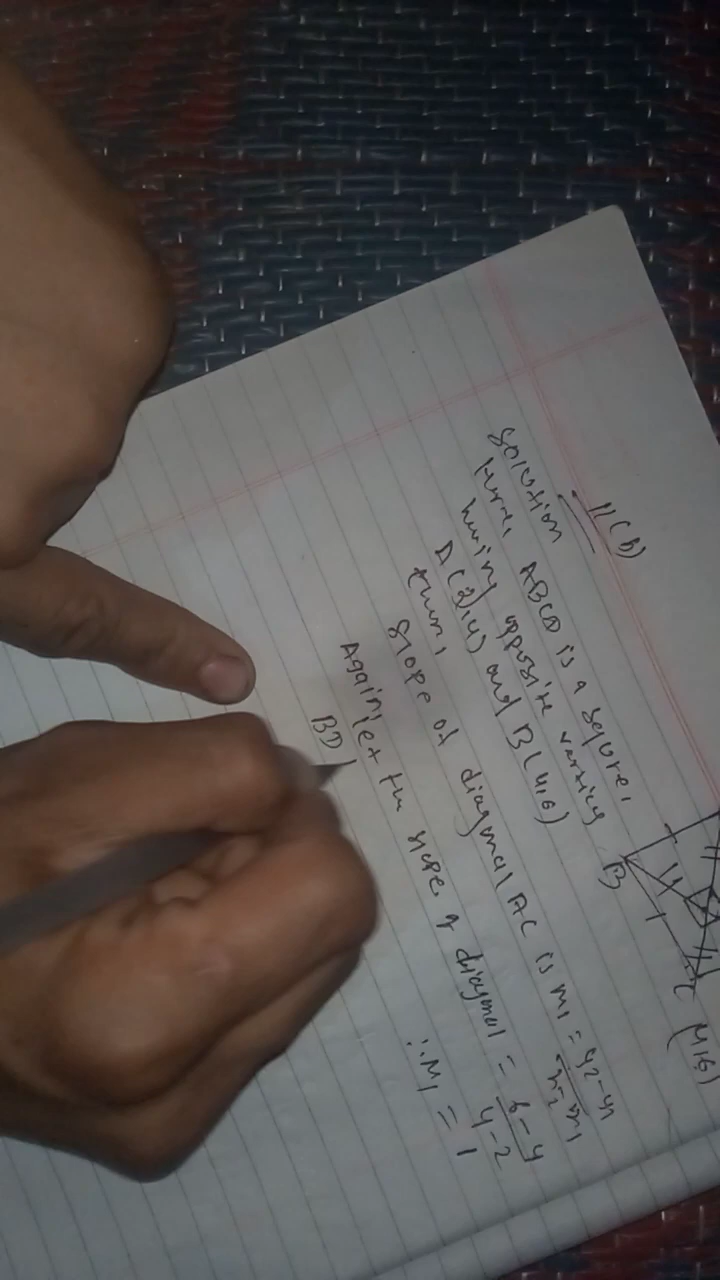 11(b)
Solution
here, ABCD is a squre,
having opposite vertices
A(2,4) and B(4,6)
then,
Slope of diagonal AC is m1 = y2-y1
x2-x1
= 6-4
4-2
∴ M1 = 1
Again, let the slope of diagonal
BD
B
C (4,6)